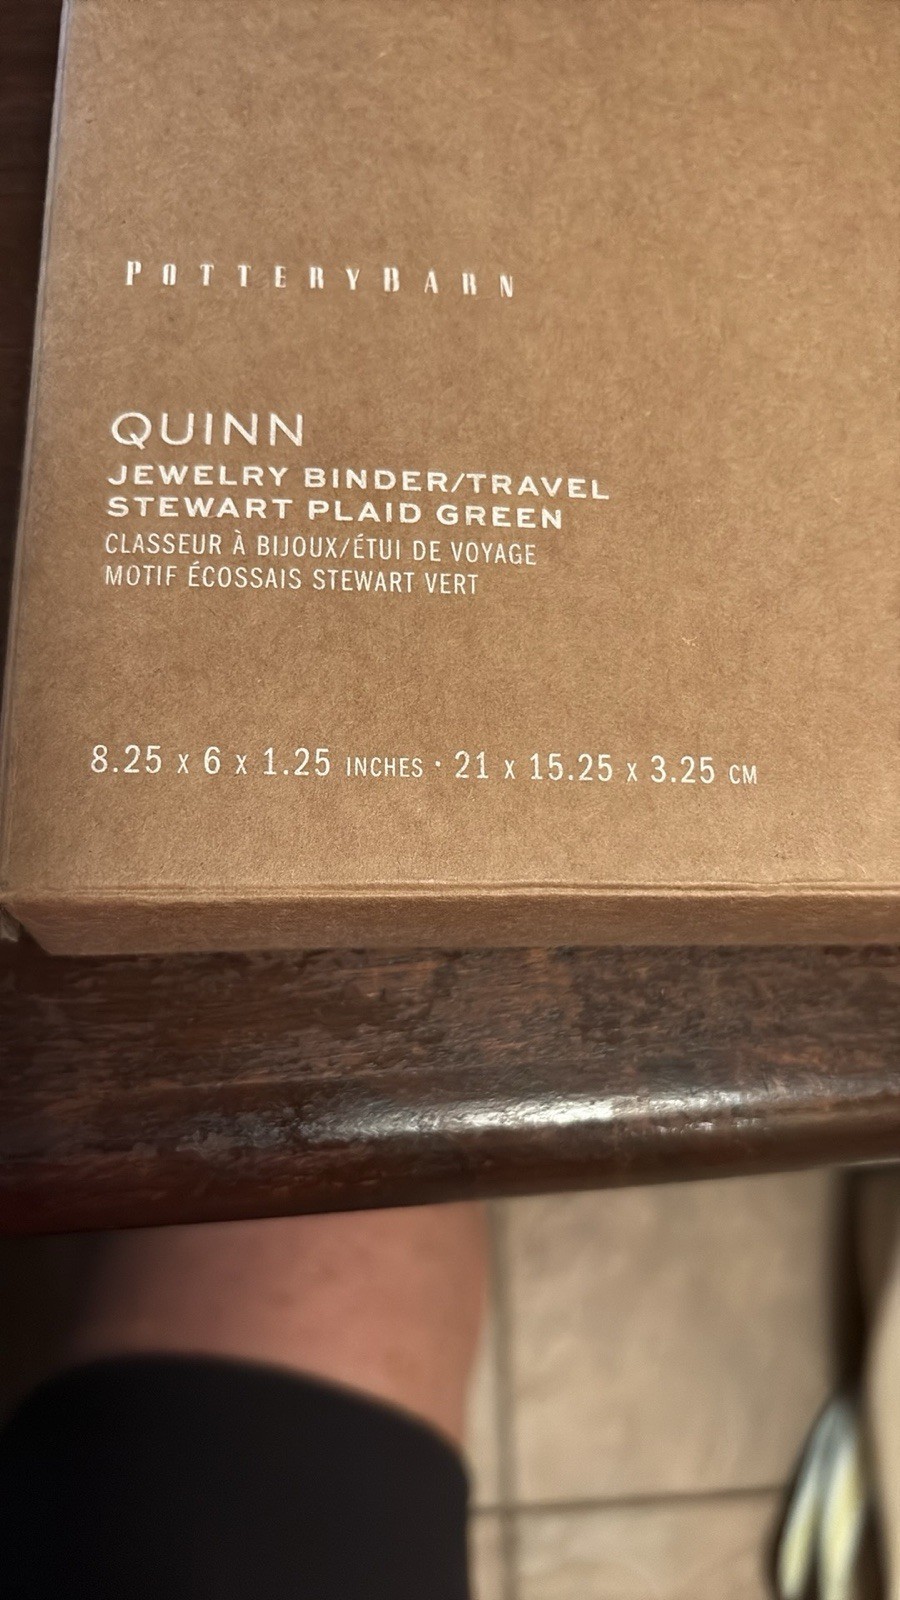 POTTERYBARN
QUINN
JEWELRY BINDER/TRAVEL
STEWART PLAID GREEN
CLASSEUR À BIJOUX/ÉTUI DE VOYAGE
MOTIF ÉCOSSAIS STEWART VERT
8.25 x 6 x 1.25 INCHES · 21 x 15.25 x 3.25 CM